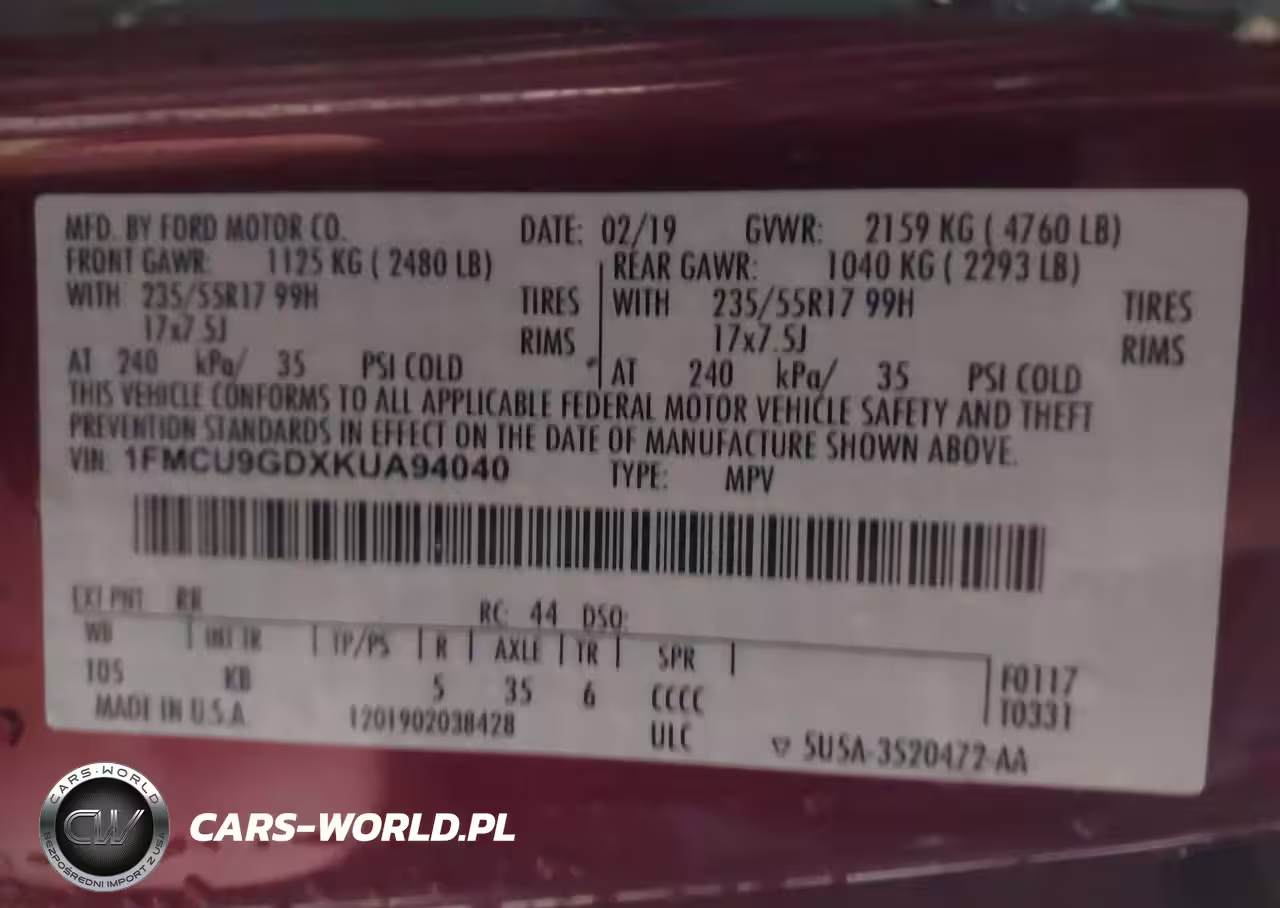 MFD. BY FORD MOTOR CO. DATE: 02/19 GVWR: 2159 KG ( 4760 LB)
FRONT GAWR: 1125 KG ( 2480 LB) REAR GAWR: 1040 KG ( 2293 LB)
WITH 235/55R17 99H TIRES WITH 235/55R17 99H TIRES
17x7.5J RIMS 17x7.5J RIMS
AT 240 kPa/ 35 PSI COLD AT 240 kPa/ 35 PSI COLD
THIS VEHICLE CONFORMS TO ALL APPLICABLE FEDERAL MOTOR VEHICLE SAFETY AND THEFT
PREVENTION STANDARDS IN EFFECT ON THE DATE OF MANUFACTURE SHOWN ABOVE.
VIN: 1FMCU9GDXKUA94040 TYPE: MPV
EXT PNT RR RC: 44 DSO:
WB INT TR TP/PS R AXLE TR SPR
105 KB 5 35 6 CCCC F0117
MADE IN U.S.A. 1201902038428 ULC T0331
▽ 5U5A-3520472-AA
CARS-WORLD
CW
BEZPOŚREDNI IMPORT Z USA
CARS-WORLD.PL